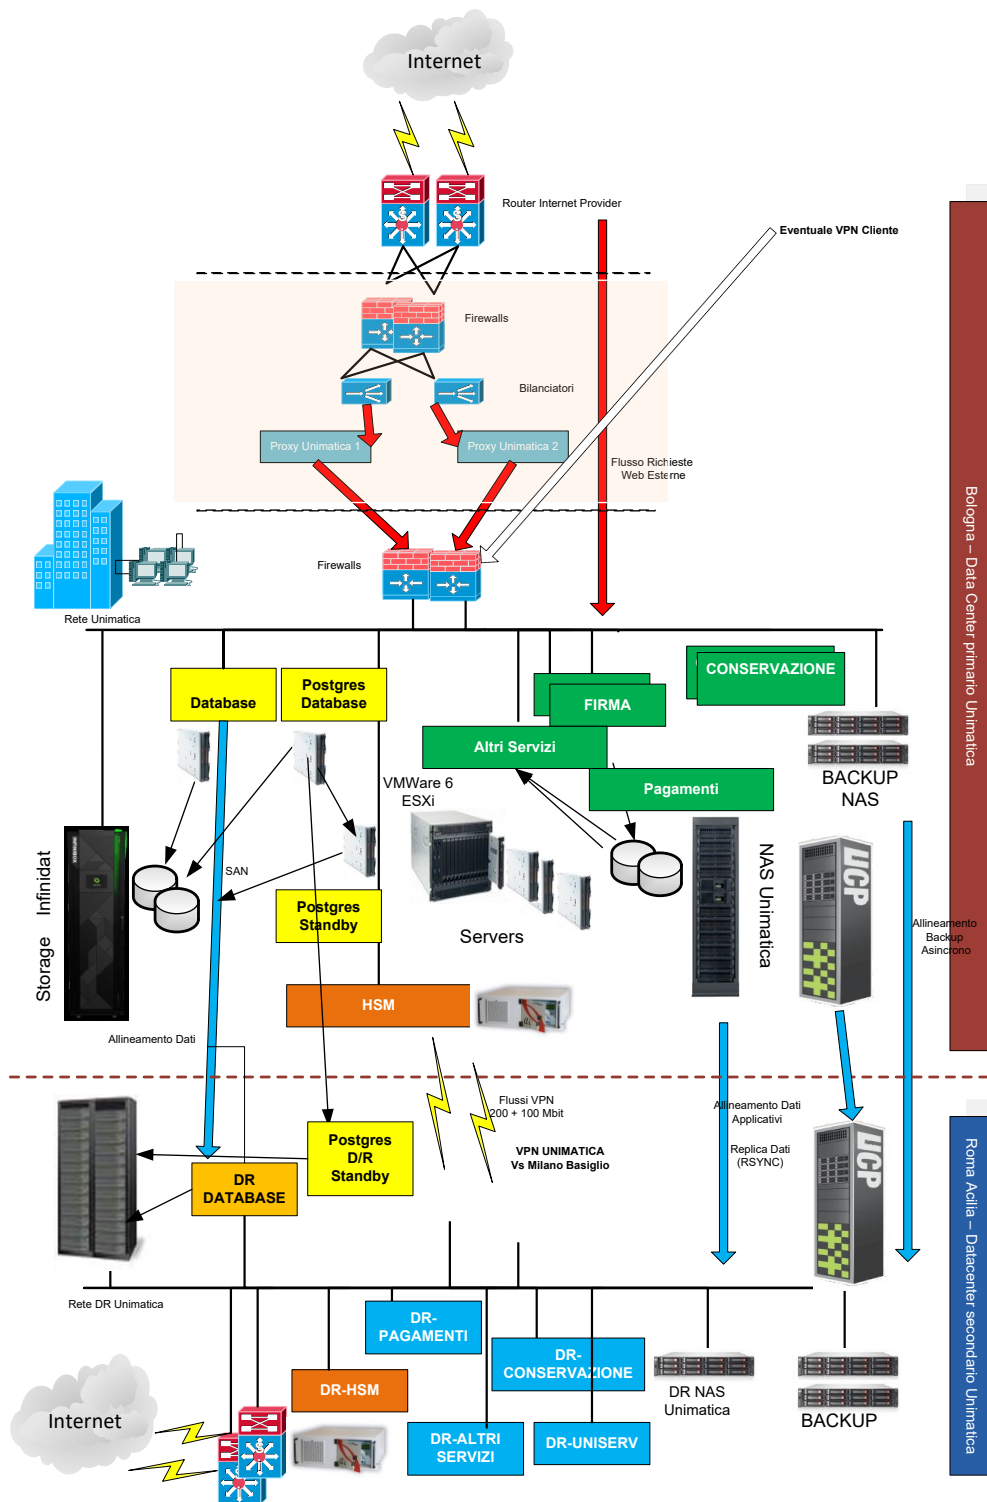 Internet
Router Internet Provider
Eventuale VPN Cliente
Firewalls
Bilanciatori
Proxy Unimatica 1
Proxy Unimatica 2
Flusso Richieste
Web Esterne
Firewalls
Rete Unimatica
Bologna – Data Center primario Unimatica
Database
Postgres
Database
FIRMA
CONSERVAZIONE
Altri Servizi
Pagamenti
VMWare 6
ESXi
BACKUP
NAS
Storage Infinidat
SAN
Postgres
Standby
Servers
NAS Unimatica
UCP
Allineamento
Backup
Asincrono
HSM
Allineamento Dati
Flussi VPN
200 + 100 Mbit
VPN UNIMATICA
Vs Milano Basiglio
Allineamento Dati
Applicativi
Replica Dati
(RSYNC)
UCP
Postgres
D/R
Standby
DR
DATABASE
Roma Acilia – Datacenter secondario Unimatica
Rete DR Unimatica
DR-
PAGAMENTI
DR-
CONSERVAZIONE
DR-HSM
DR NAS
Unimatica
BACKUP
Internet
DR-ALTRI
SERVIZI
DR-UNISERV